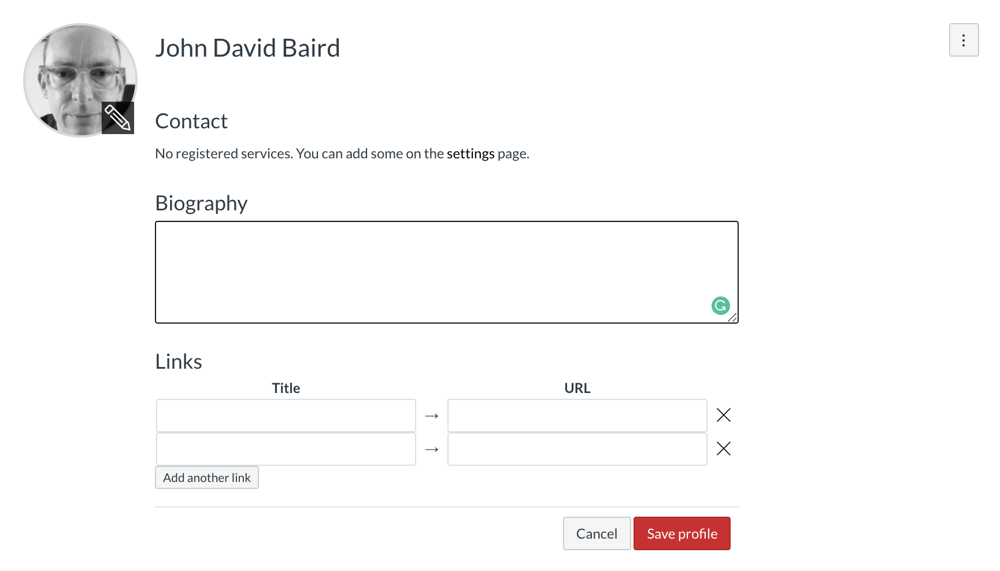 John David Baird
Contact
No registered services. You can add some on the settings page.
Biography
Links
Title URL
Add another link
Cancel Save profile